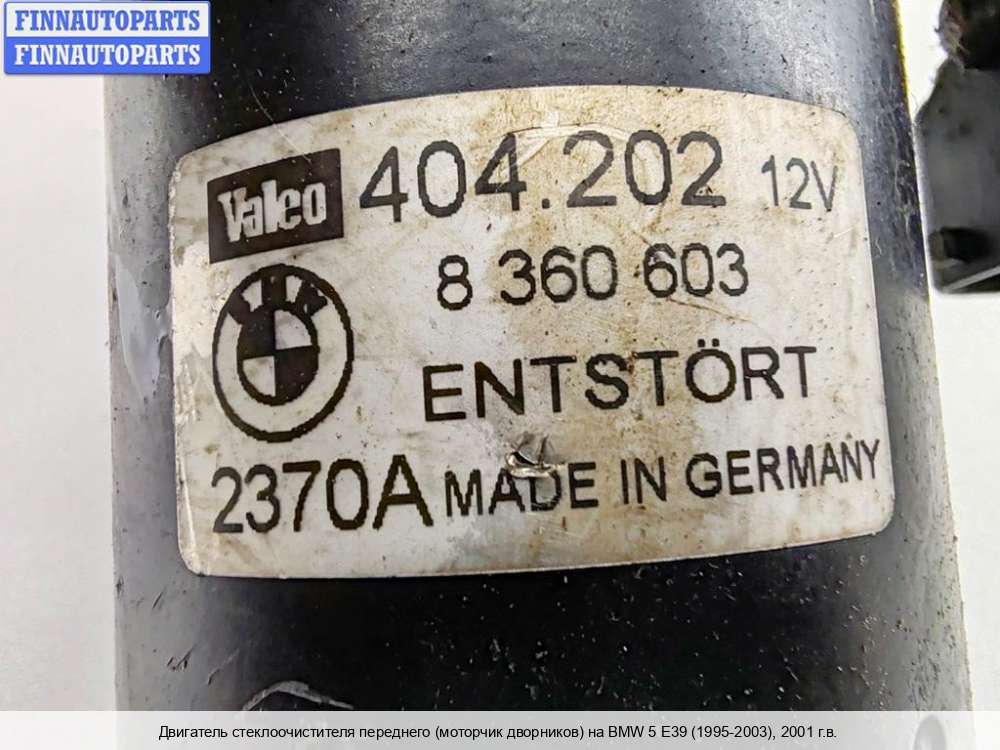 FINNAUTOPARTS
FINNAUTOPARTS
Valeo 404.202 12V
8 360 603
ENTSTÖRT
2370A MADE IN GERMANY
Двигатель стеклоочистителя переднего (моторчик дворников) на BMW 5 E39 (1995-2003), 2001 г.в.